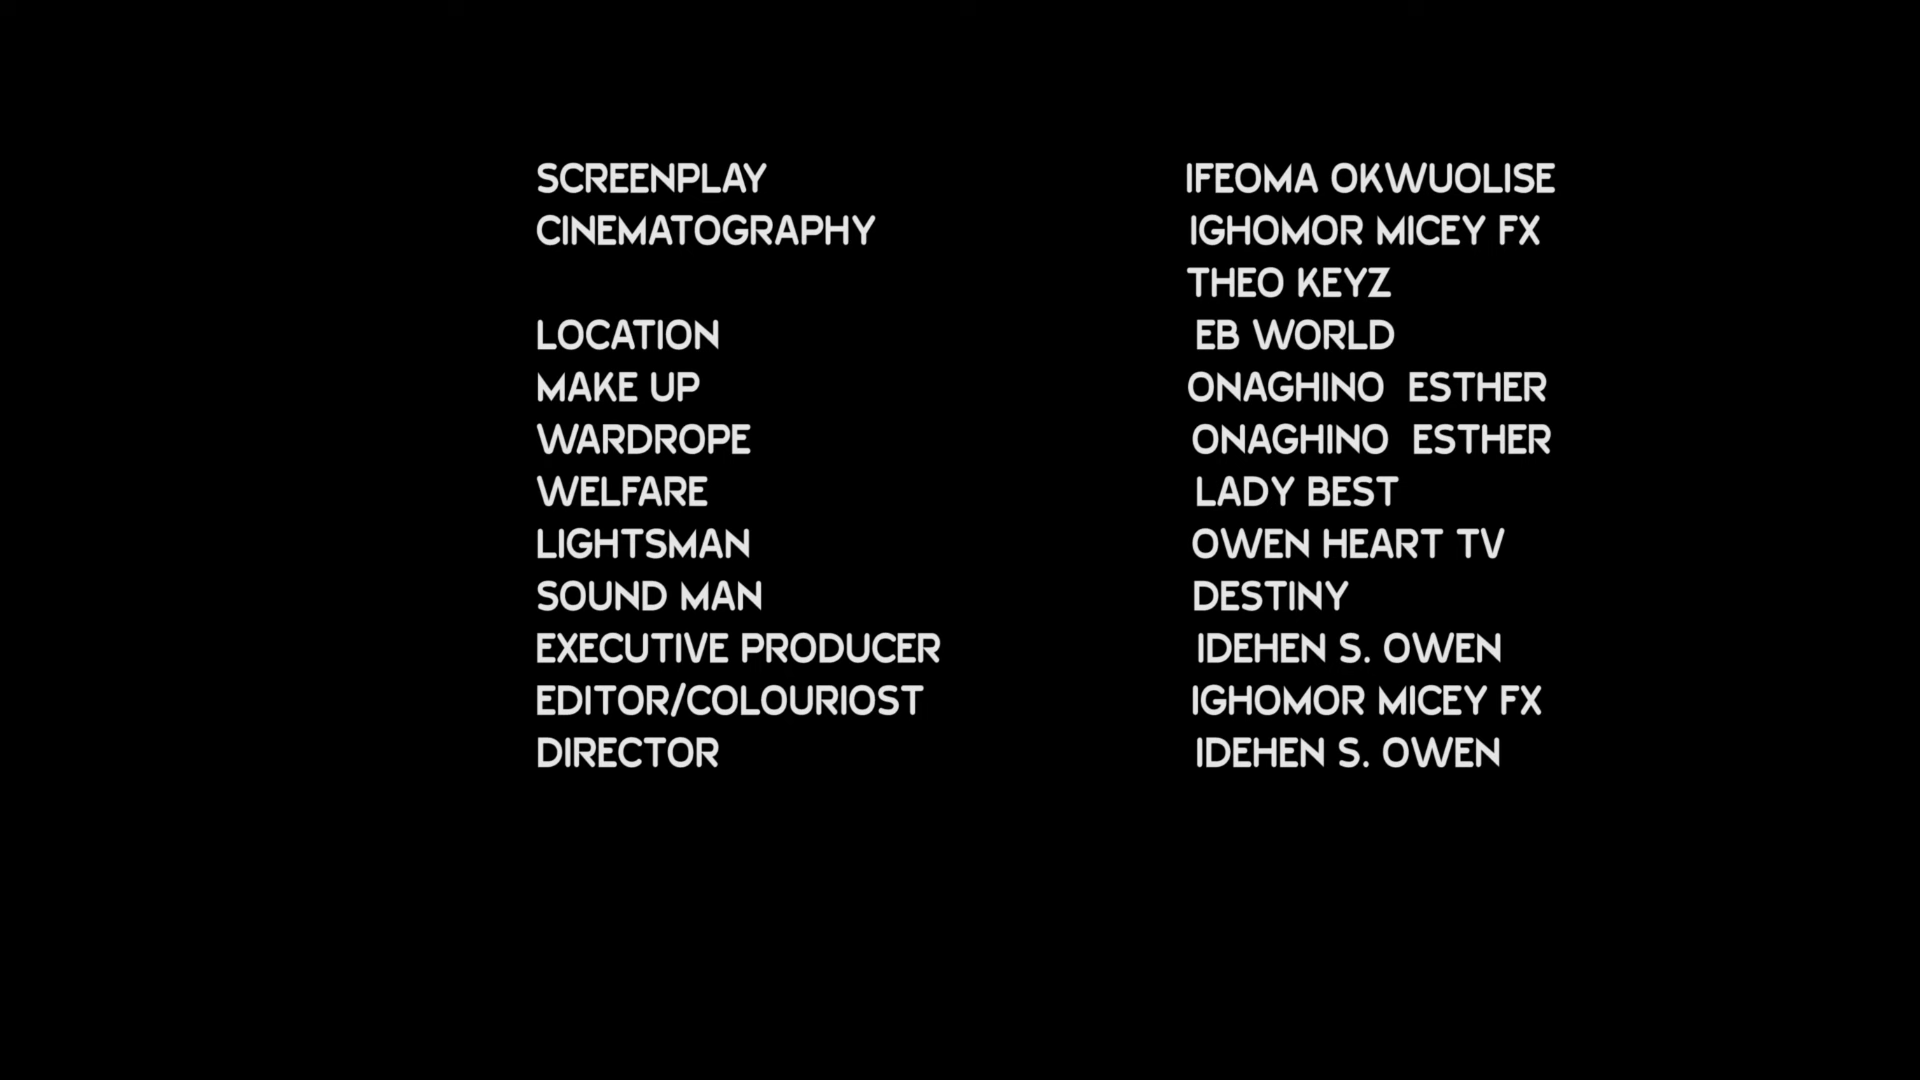 SCREENPLAY IFEOMA OKWUOLISE
CINEMATOGRAPHY IGHOMOR MICEY FX
THEO KEYZ
LOCATION EB WORLD
MAKE UP ONAGHINO ESTHER
WARDROPE ONAGHINO ESTHER
WELFARE LADY BEST
LIGHTSMAN OWEN HEART TV
SOUND MAN DESTINY
EXECUTIVE PRODUCER IDEHEN S. OWEN
EDITOR/COLOURIOST IGHOMOR MICEY FX
DIRECTOR IDEHEN S. OWEN